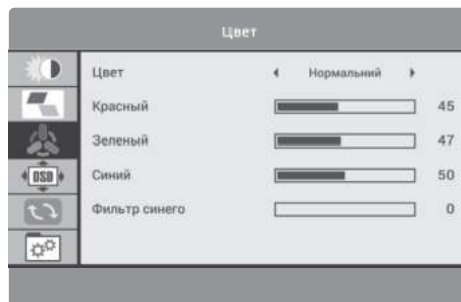 Цвет
Цвет Нормальный
Красный 45
Зеленый 47
OSD Синий 50
Фильтр синего 0